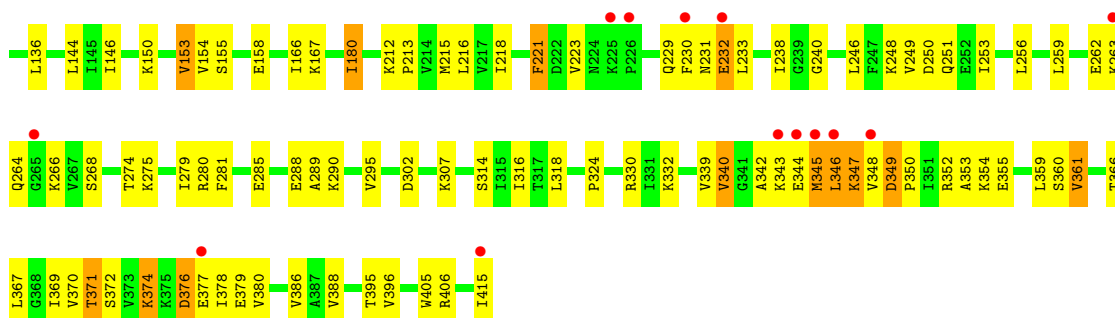 L136 L144 I145 I146 K150 V153 V154 S155 E158 I166 K167 I180 K212 P213 V214 M215 L216 V217 I218 F221 D222 V223 N224 K225 P226 Q229 F230 N231 E232 L233 I238 G239 G240 L246 F247 K248 V249 D250 Q251 E252 I253 L256 L259 E262 K263
Q264 G265 K266 V267 S268 T274 K275 I279 R280 F281 E285 E288 A289 K290 V295 D302 K307 S314 I315 I316 T317 L318 P324 R330 I331 K332 V339 V340 G341 A342 K343 E344 M345 L346 K347 V348 D349 P350 I351 R352 A353 K354 E355 L359 S360 V361 T366
L367 G368 I369 V370 T371 S372 V373 K374 K375 D376 E377 I378 E379 V380 V386 A387 V388 T395 V396 W405 R406 I415